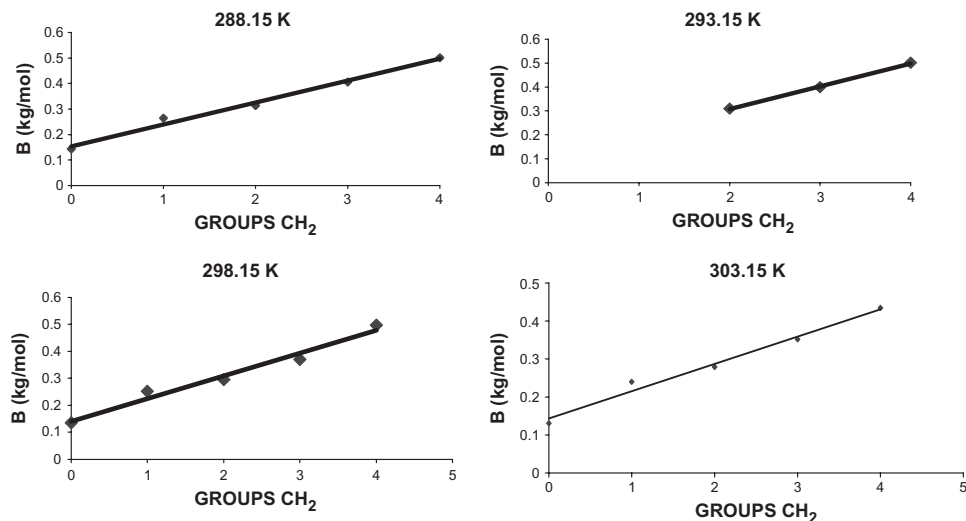 288.15 K
0.6
0.5
0.4
0.3
0.2
0.1
0
B (kg/mol)
0 1 2 3 4
GROUPS CH₂
293.15 K
0.6
0.5
0.4
0.3
0.2
0.1
0
B (kg/mol)
0 1 2 3 4
GROUPS CH₂
298.15 K
0.6
0.5
0.4
0.3
0.2
0.1
0
B (kg/mol)
0 1 2 3 4 5
GROUPS CH₂
303.15 K
0.5
0.4
0.3
0.2
0.1
0
B (kg/mol)
0 1 2 3 4 5
GROUPS CH₂